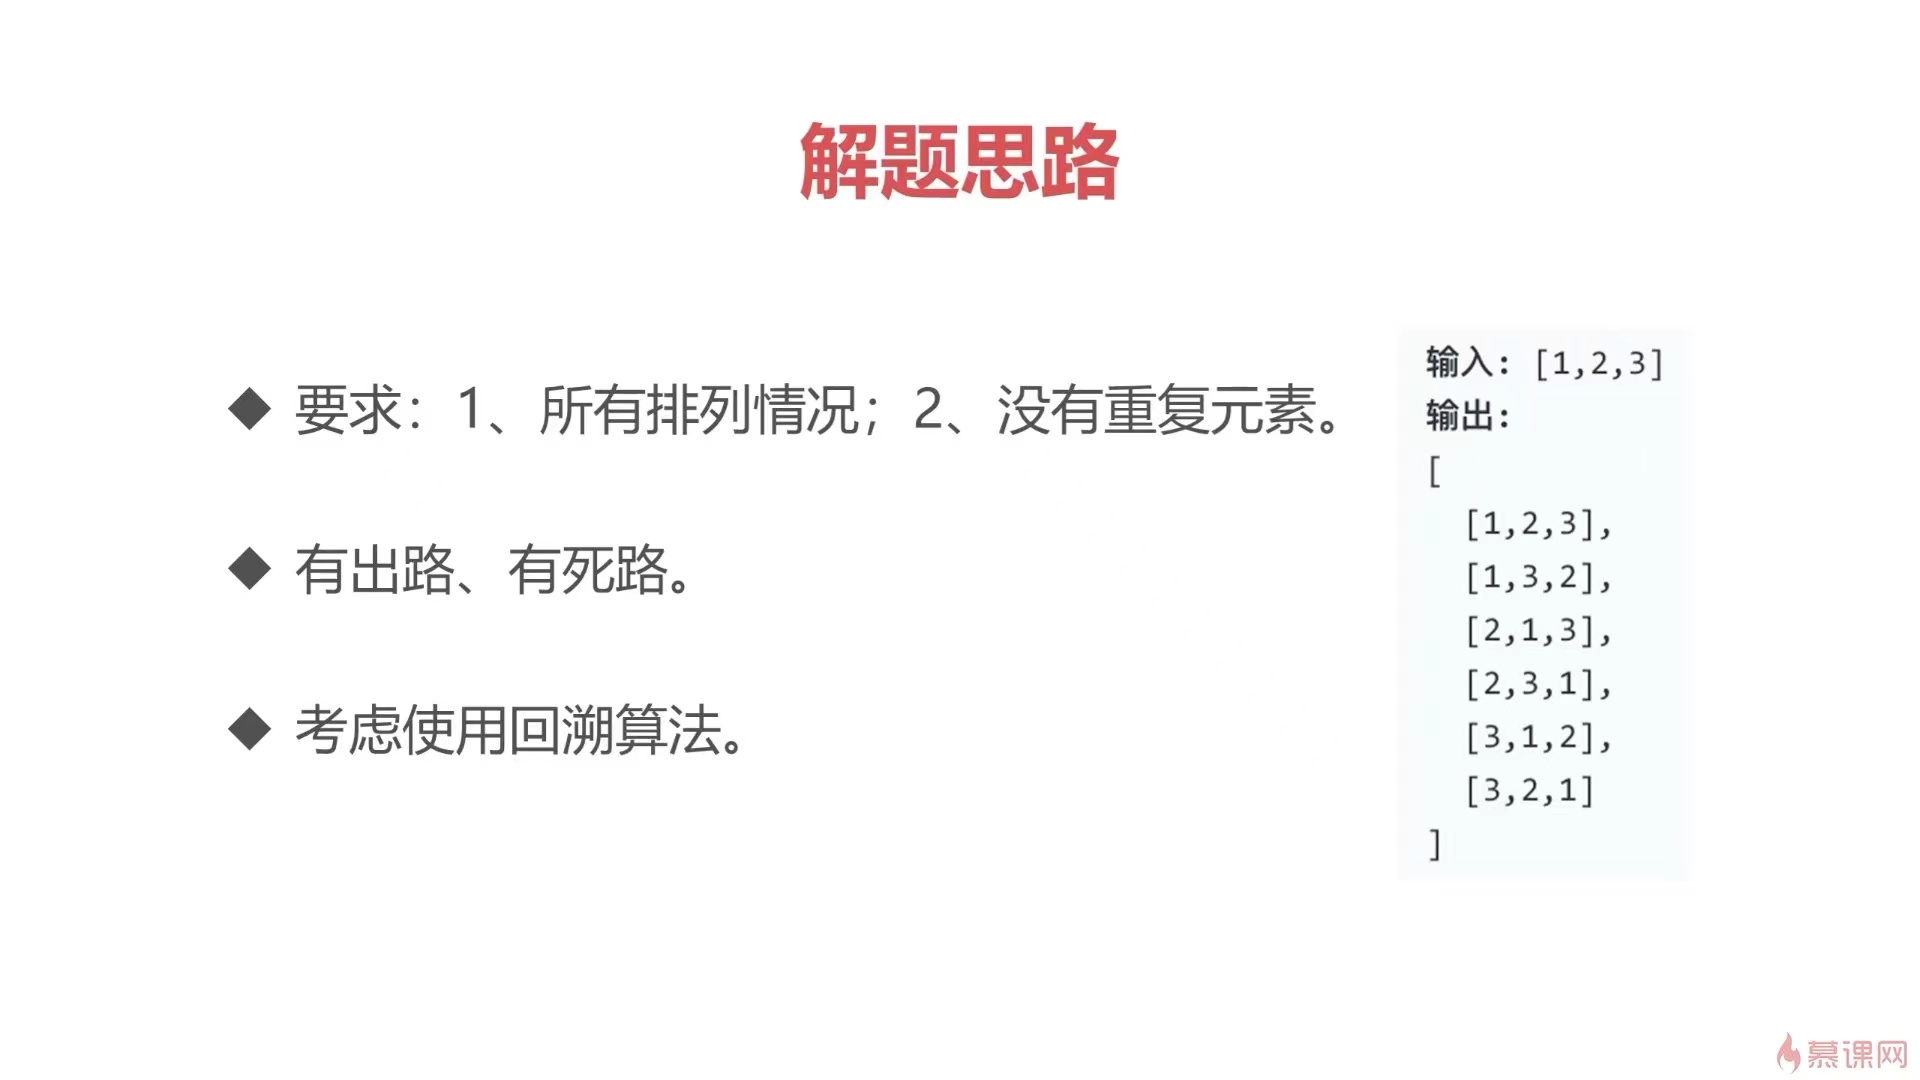 解题思路
◆ 要求：1、所有排列情况；2、没有重复元素。
◆ 有出路、有死路。
◆ 考虑使用回溯算法。
输入: [1,2,3]
输出:
[
  [1,2,3],
  [1,3,2],
  [2,1,3],
  [2,3,1],
  [3,1,2],
  [3,2,1]
]
慕课网